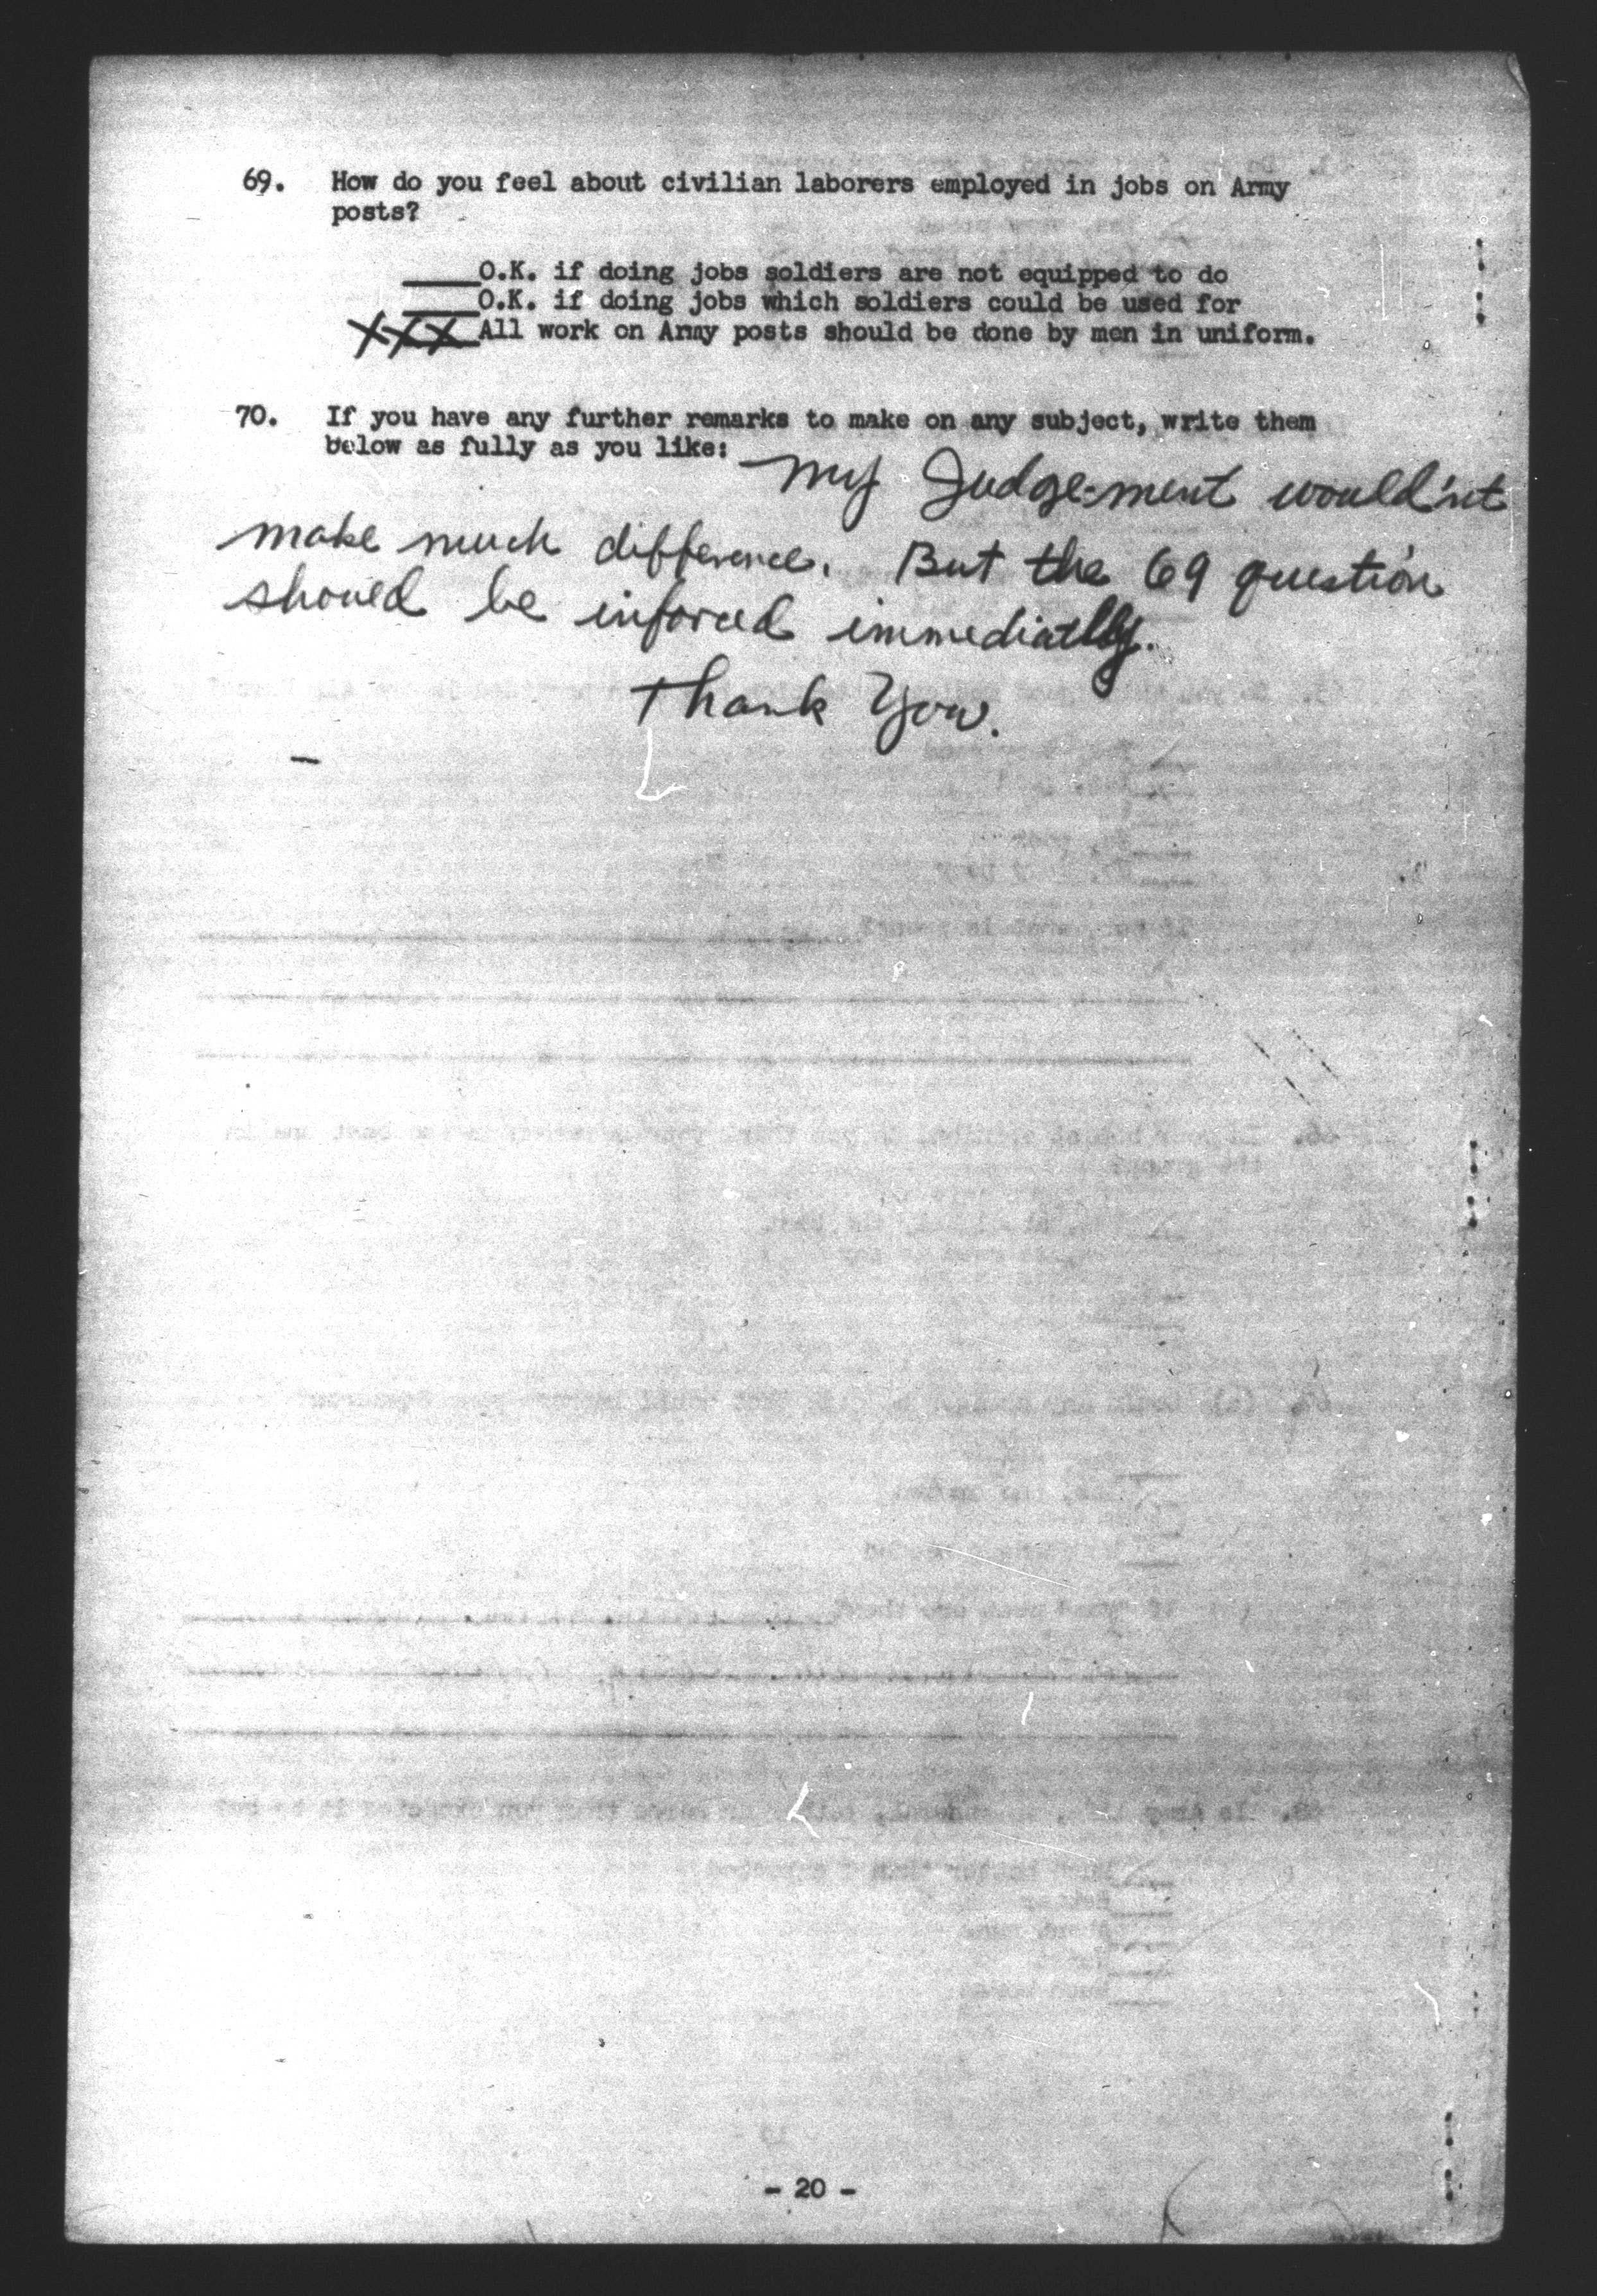 69. How do you feel about civilian laborers employed in jobs on Army
posts?
____O.K. if doing jobs soldiers are not equipped to do
____O.K. if doing jobs which soldiers could be used for
XXX All work on Army posts should be done by men in uniform.
70. If you have any further remarks to make on any subject, write them
below as fully as you like:
My Judge-ment would'nt
make much difference. But the 69 question
should be inforced immediatlly.
Thank You.
- 20 -